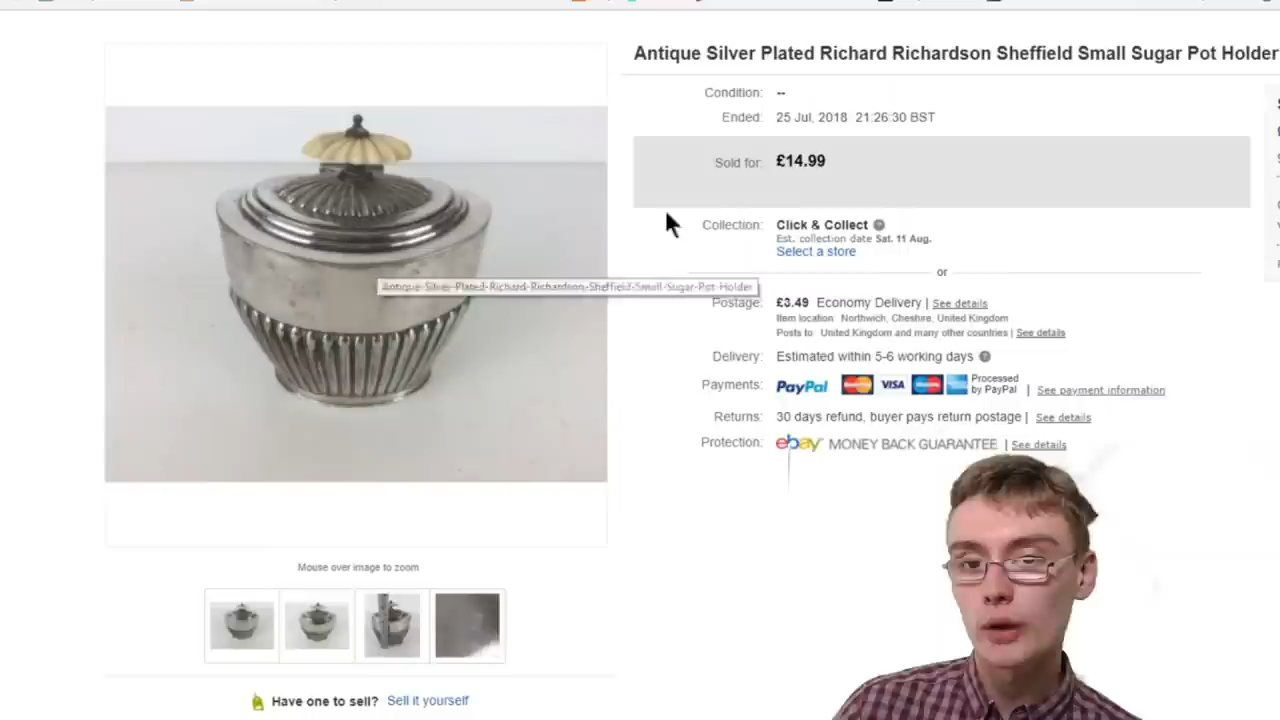 Antique Silver Plated Richard Richardson Sheffield Small Sugar Pot Holder
Condition: --
Ended: 25 Jul, 2018 21:26:30 BST
Sold for: £14.99
Collection: Click & Collect
Est. collection date Sat. 11 Aug.
Select a store
or
Antique-Silver-Plated-Richard-Richardson-Sheffield-Small-Sugar-Pot-Holder
Postage: £3.49 Economy Delivery | See details
Item location: Northwich, Cheshire, United Kingdom
Posts to: United Kingdom and many other countries | See details
Delivery: Estimated within 5-6 working days
Payments: PayPal MasterCard VISA Maestro Processed by PayPal | See payment information
Returns: 30 days refund, buyer pays return postage | See details
Protection: ebay MONEY BACK GUARANTEE | See details
Mouse over image to zoom
Have one to sell? Sell it yourself